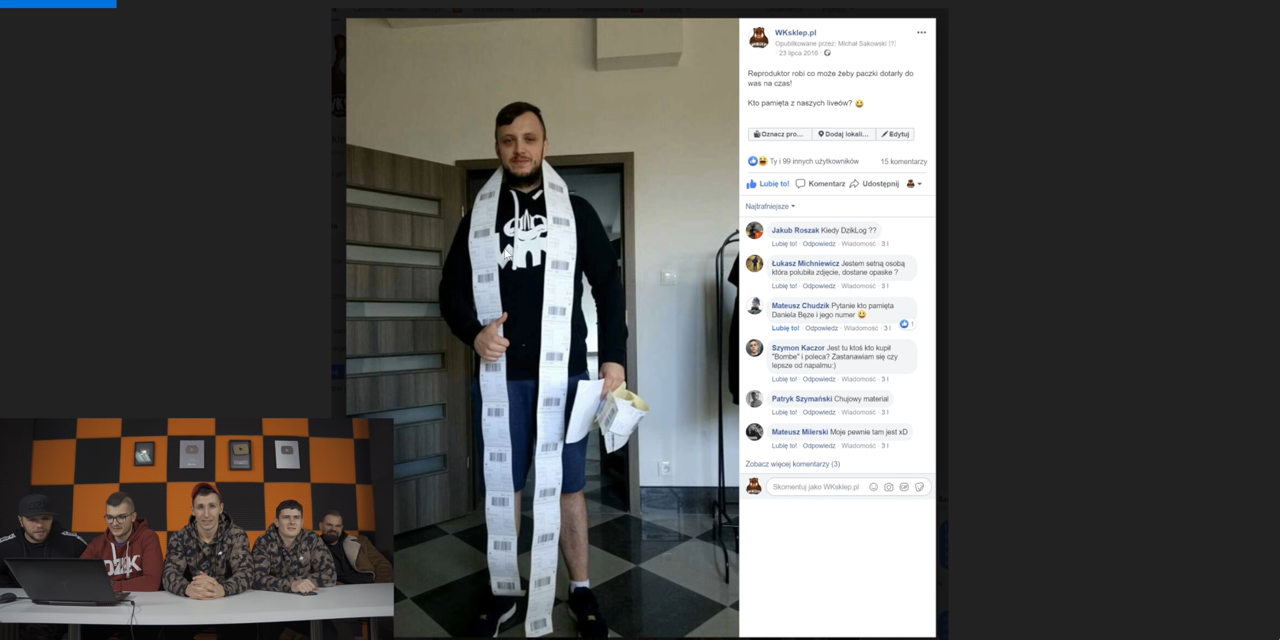 WKsklep.pl
Opublikowane przez: Michał Sakowski [?]
· 23 lipca 2016 ·
Reproduktor robi co może żeby paczki dotarły do
was na czas!
Kto pamięta z naszych liveów?
Oznacz pro... Dodaj lokali... Edytuj
Ty i 99 innych użytkowników 15 komentarzy
Lubię to! Komentarz Udostępnij
Najtrafniejsze
Jakub Roszak Kiedy DzikLog ??
Lubię to! · Odpowiedz · Wiadomość · 3 l
Łukasz Michniewicz Jestem setną osobą
która polubiła zdjęcie, dostane opaske ?
Lubię to! · Odpowiedz · Wiadomość · 3 l
Mateusz Chudzik Pytanie kto pamięta
Daniela Bęze i jego numer
1
Lubię to! · Odpowiedz · Wiadomość · 3 l
Szymon Kaczor Jest tu ktoś kto kupił
"Bombe" i poleca? Zastanawiam się czy
lepsze od napalmu:)
Lubię to! · Odpowiedz · Wiadomość · 3 l
Patryk Szymański Chujowy materiał
Lubię to! · Odpowiedz · Wiadomość · 3 l
Mateusz Milerski Moje pewnie tam jest xD
Lubię to! · Odpowiedz · Wiadomość · 3 l
Zobacz więcej komentarzy (3)
Skomentuj jako WKsklep.pl